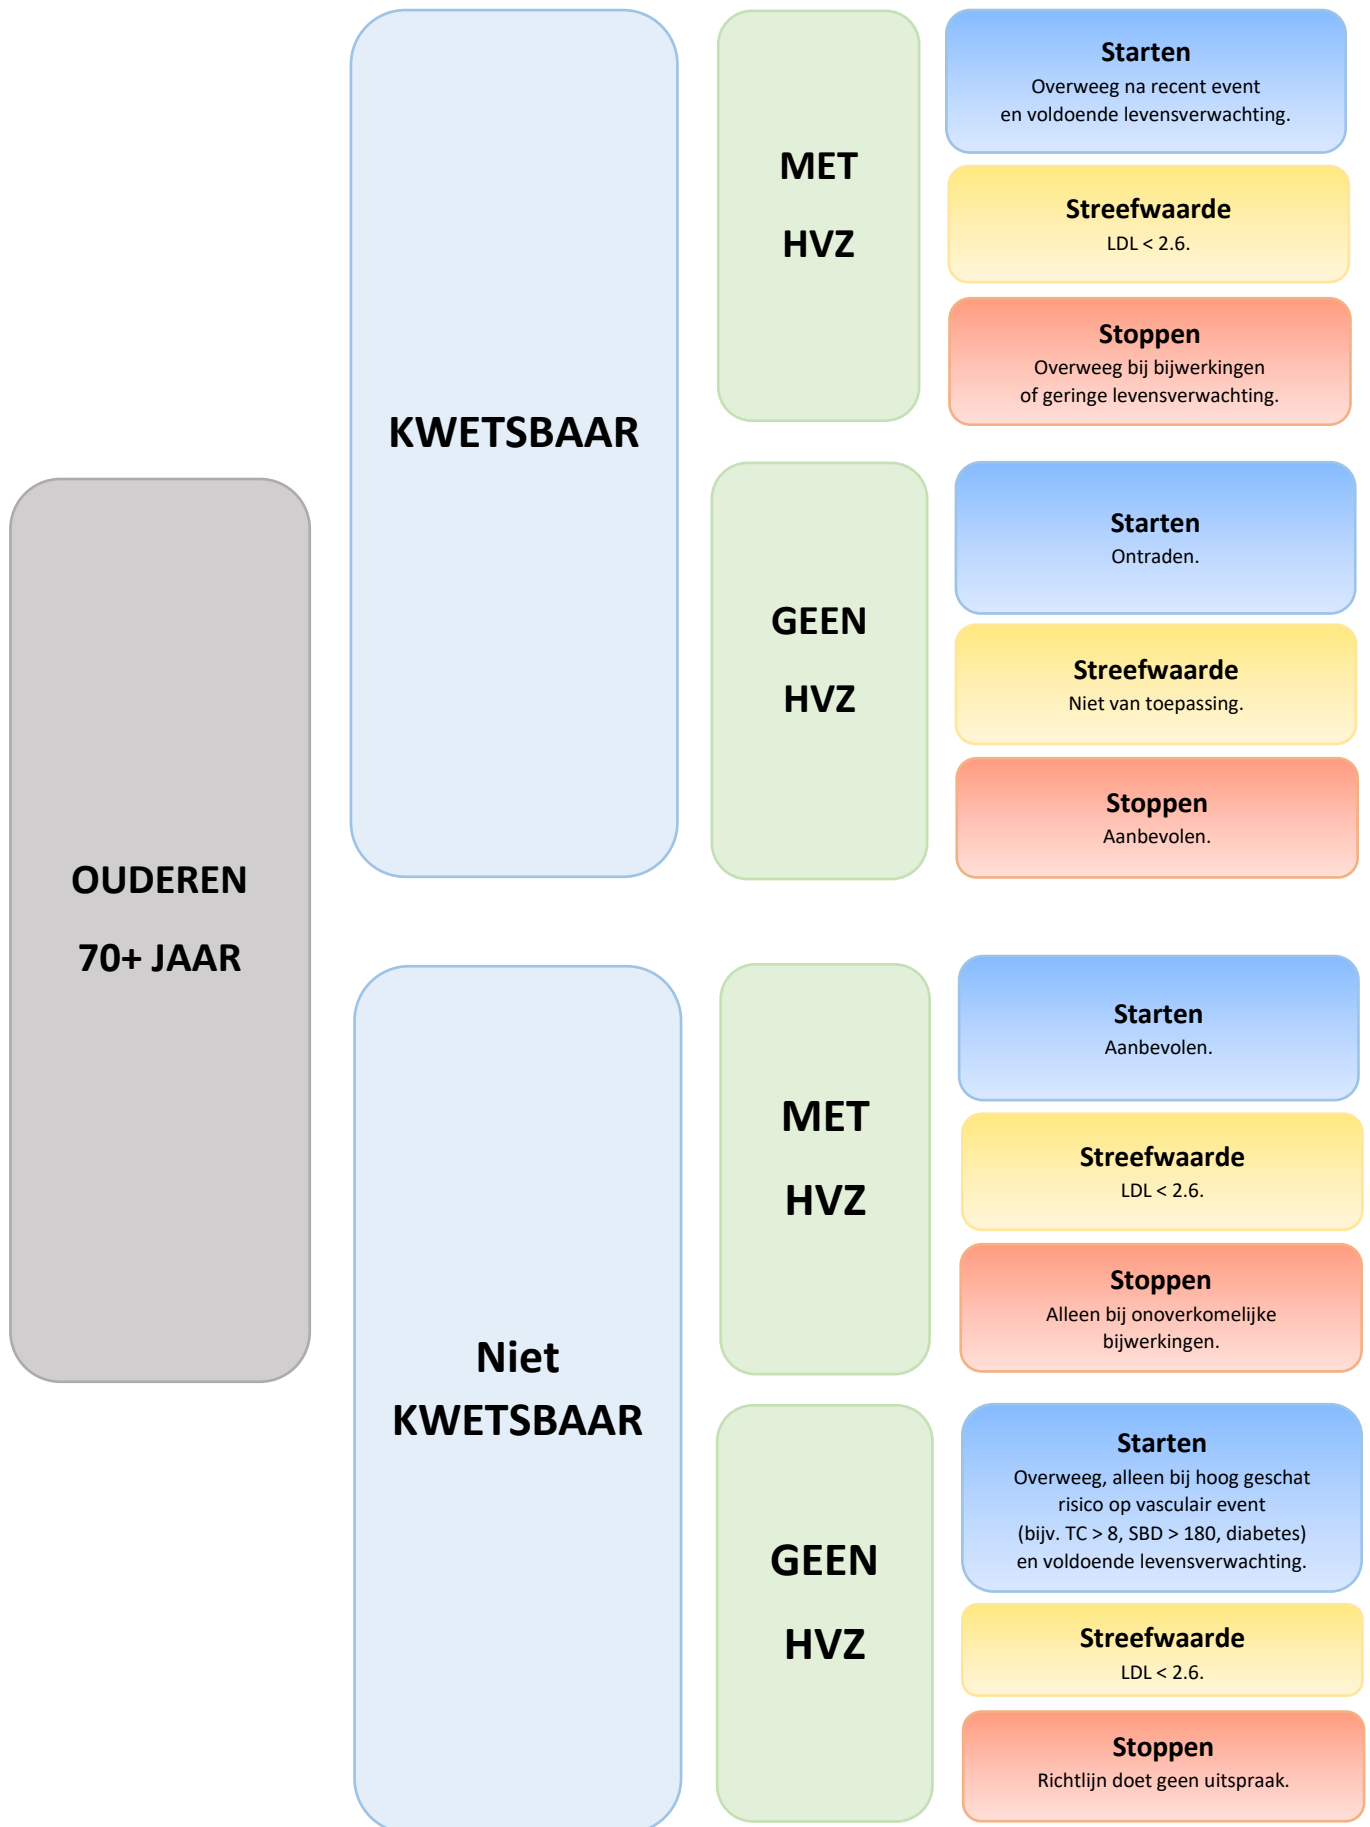 OUDEREN
70+ JAAR
KWETSBAAR
MET
HVZ
Starten
Overweeg na recent event
en voldoende levensverwachting.
Streefwaarde
LDL < 2.6.
Stoppen
Overweeg bij bijwerkingen
of geringe levensverwachting.
GEEN
HVZ
Starten
Ontraden.
Streefwaarde
Niet van toepassing.
Stoppen
Aanbevolen.
Niet
KWETSBAAR
MET
HVZ
Starten
Aanbevolen.
Streefwaarde
LDL < 2.6.
Stoppen
Alleen bij onoverkomelijke
bijwerkingen.
GEEN
HVZ
Starten
Overweeg, alleen bij hoog geschat
risico op vasculair event
(bijv. TC > 8, SBD > 180, diabetes)
en voldoende levensverwachting.
Streefwaarde
LDL < 2.6.
Stoppen
Richtlijn doet geen uitspraak.